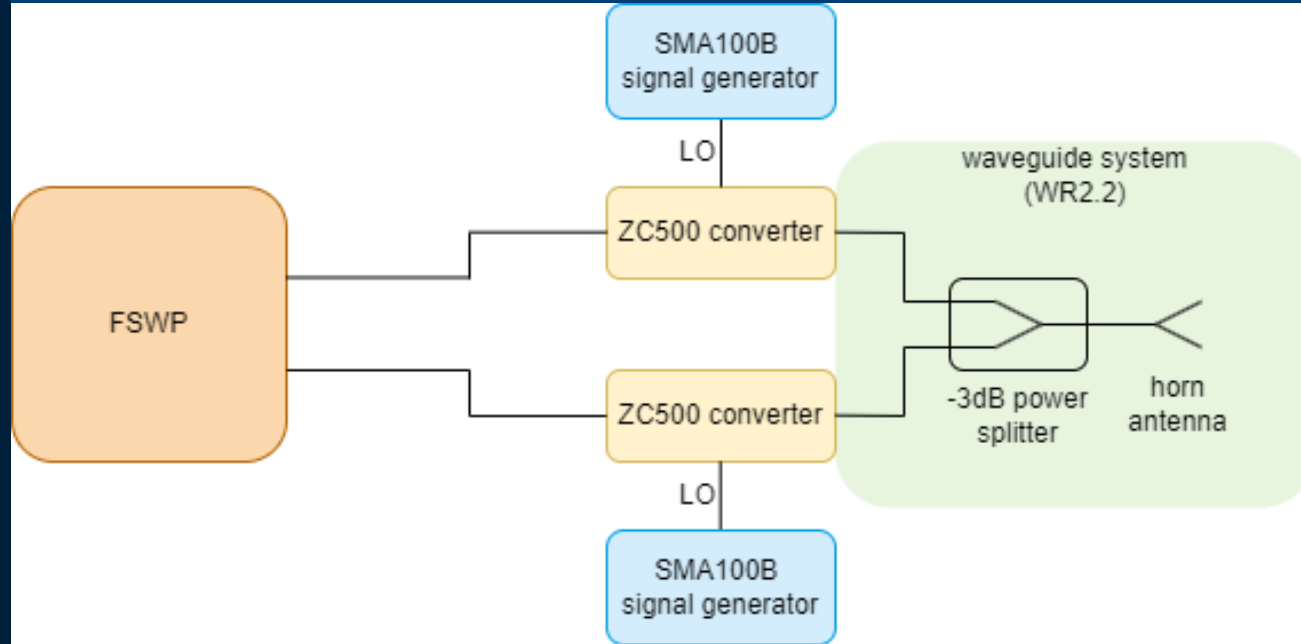 SMA100B
signal generator
LO
ZC500 converter
waveguide system
(WR2.2)
FSWP
-3dB power
splitter
horn
antenna
ZC500 converter
LO
SMA100B
signal generator